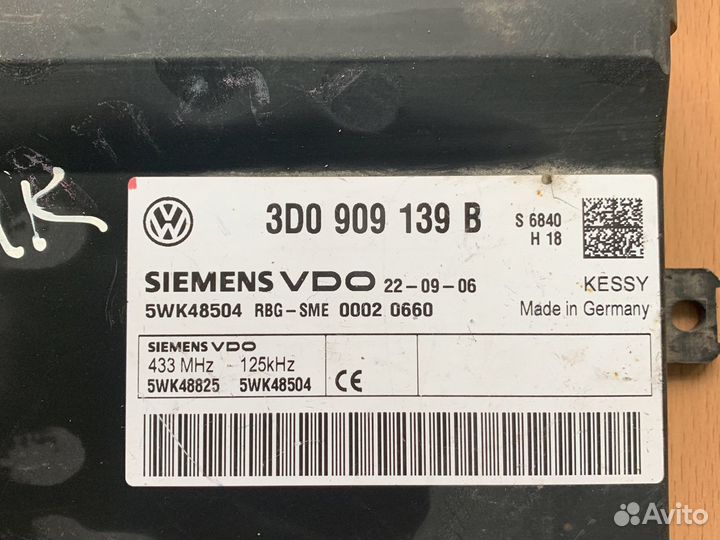 1.K
3D0 909 139 B
S 6840
H 18
SIEMENS VDO 22-09-06
KESSY
5WK48504 RBG-SME 0002 0660
Made in Germany
SIEMENS VDO
433 MHz 125kHz
5WK48825 5WK48504
CE
Avito